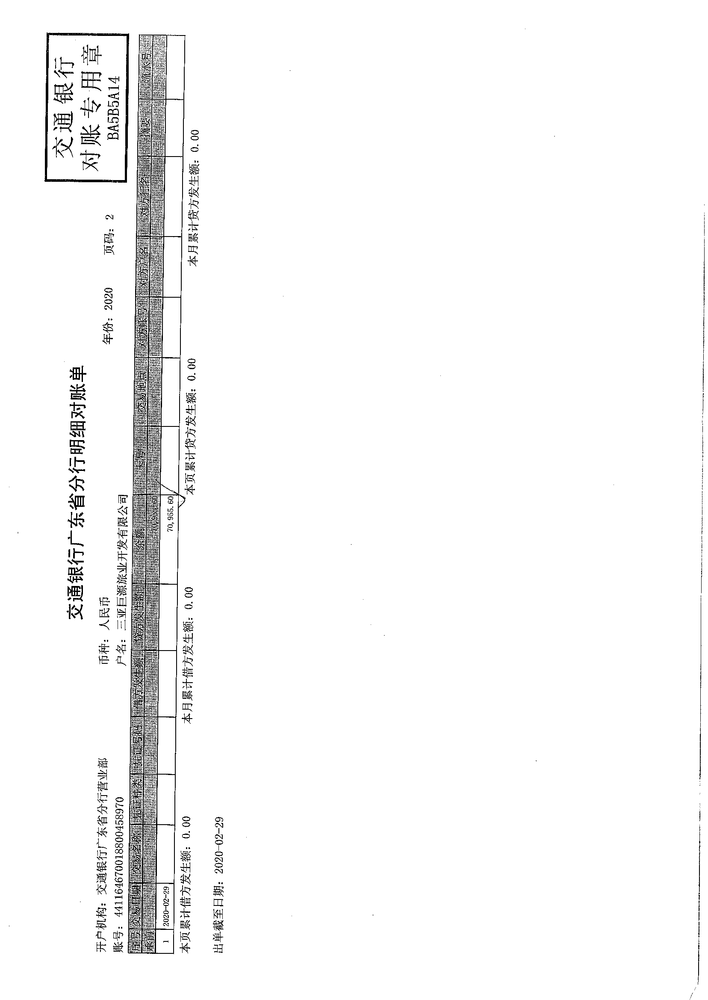 交通银行广东省分行明细对账单
交通银行
对账专用章
BA5B5A14
开户机构：交通银行广东省分行营业部 币种：人民币 年份：2020 页码：2
账号：441164670018800458970 户名：三亚巨源旅业开发有限公司
序号 交易日期 交易名称 凭证种类 凭证号码 借方发生额 贷方发生额 余额 卡号 交易地点 对方账号 对方户名 对方行名 摘要 流水号
承前 70,955.60
1 2020-02-29 70,955.60
本页累计借方发生额：0.00 本月累计借方发生额：0.00 本页累计贷方发生额：0.00 本月累计贷方发生额：0.00
出单截至日期：2020-02-29